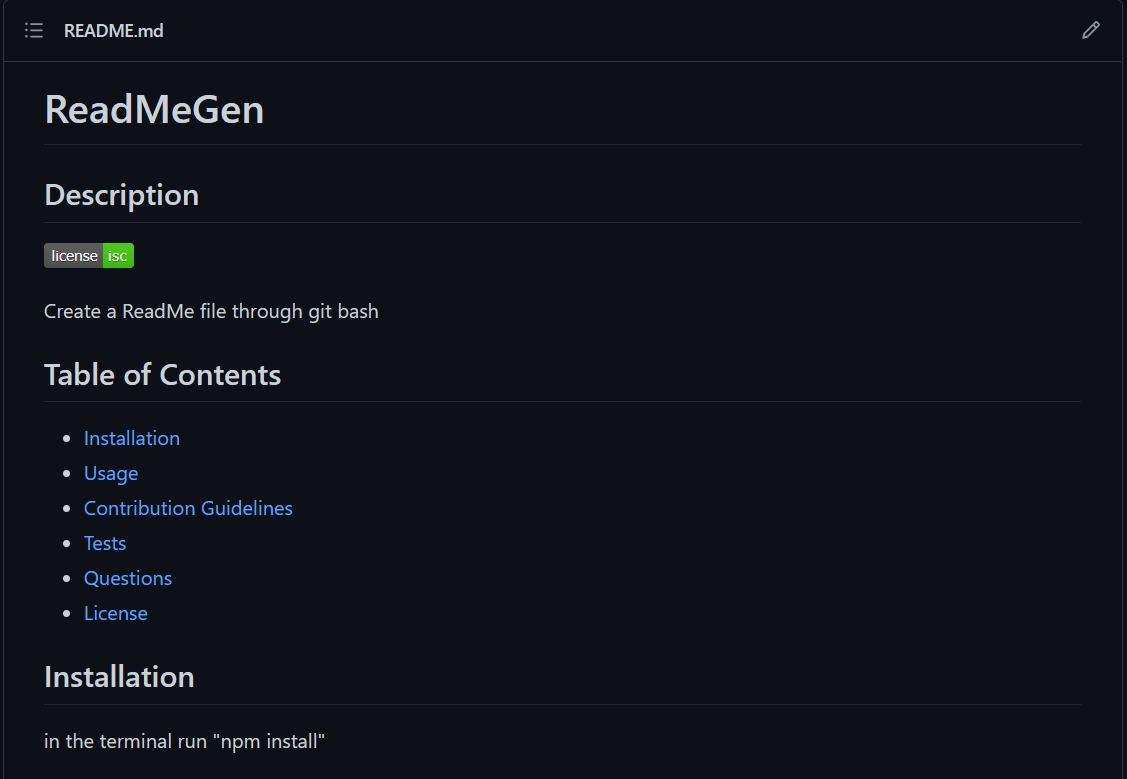 README.md
ReadMeGen
Description
license isc
Create a ReadMe file through git bash
Table of Contents
Installation
Usage
Contribution Guidelines
Tests
Questions
License
Installation
in the terminal run "npm install"